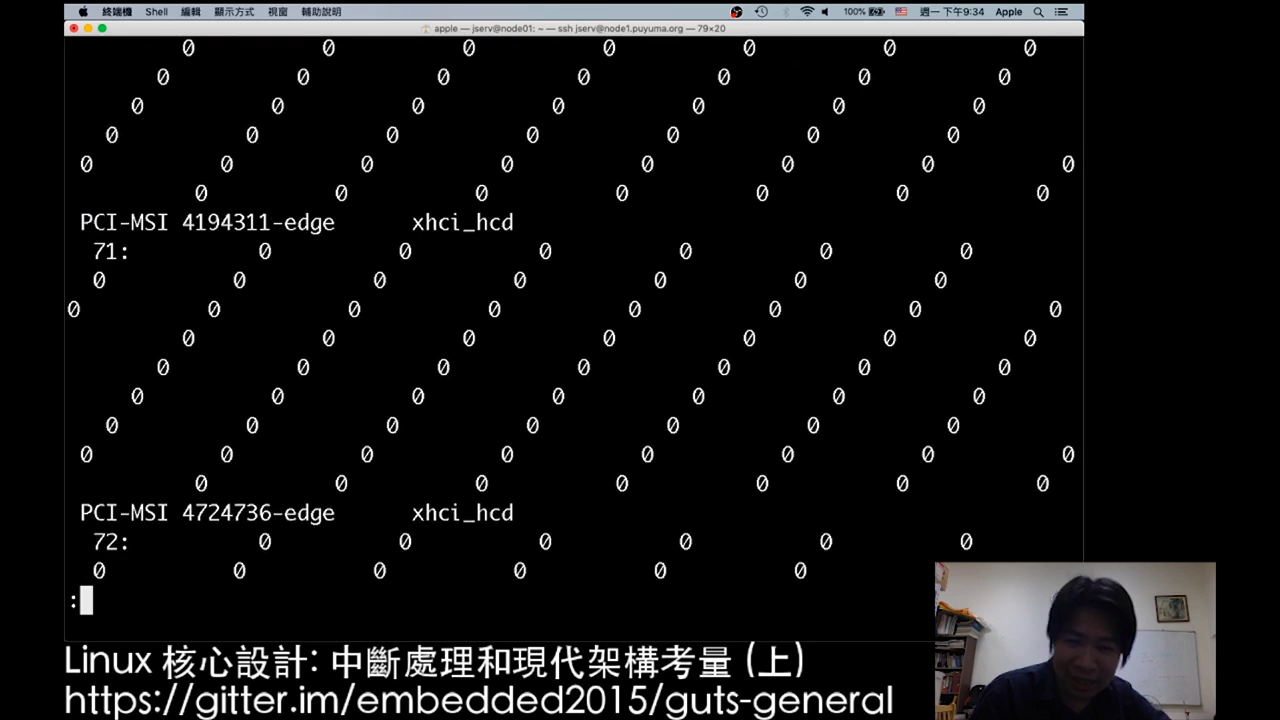 終端機 Shell 編輯 顯示方式 視窗 輔助說明 100% 週一 下午9:34 Apple
apple — jserv@node01: ~ — ssh jserv@node1.puyuma.org — 79×20
0 0 0 0 0 0 0
0 0 0 0 0 0 0
0 0 0 0 0 0 0
0 0 0 0 0 0 0
0 0 0 0 0 0 0 0
0 0 0 0 0 0 0
PCI-MSI 4194311-edge xhci_hcd
71: 0 0 0 0 0 0
0 0 0 0 0 0 0
0 0 0 0 0 0 0 0
0 0 0 0 0 0 0
0 0 0 0 0 0 0
0 0 0 0 0 0 0
0 0 0 0 0 0 0
0 0 0 0 0 0 0 0
0 0 0 0 0 0 0
PCI-MSI 4724736-edge xhci_hcd
72: 0 0 0 0 0 0
0 0 0 0 0 0
:
Linux 核心設計: 中斷處理和現代架構考量 (上)
https://gitter.im/embedded2015/guts-general